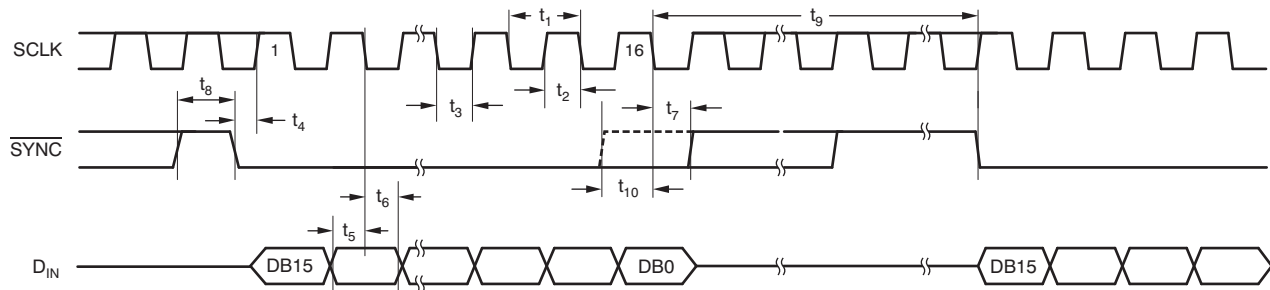 t1 t9
SCLK 1 16
t8 t2
t3 t7
t4
SYNC
t10
t6
t5
DIN DB15 DB0 DB15